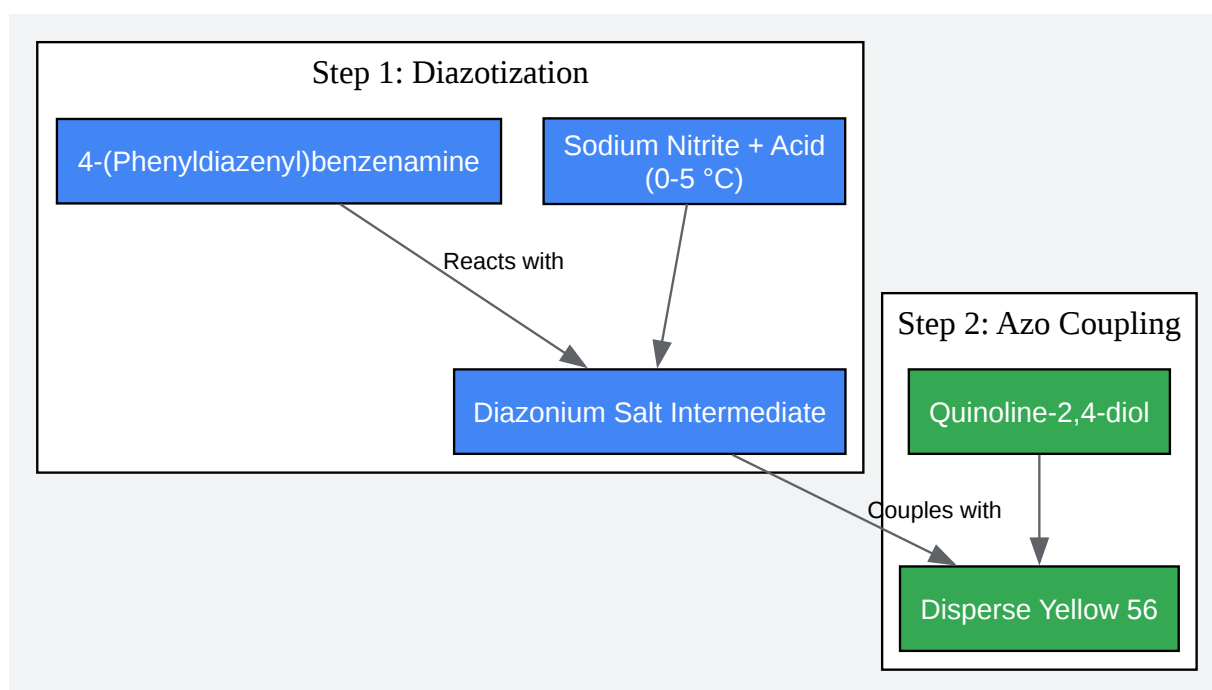 Step 1: Diazotization
4-(Phenyldiazenyl)benzenamine
Sodium Nitrite + Acid
(0-5 °C)
Reacts with
Diazonium Salt Intermediate
Step 2: Azo Coupling
Quinoline-2,4-diol
Couples with
Disperse Yellow 56